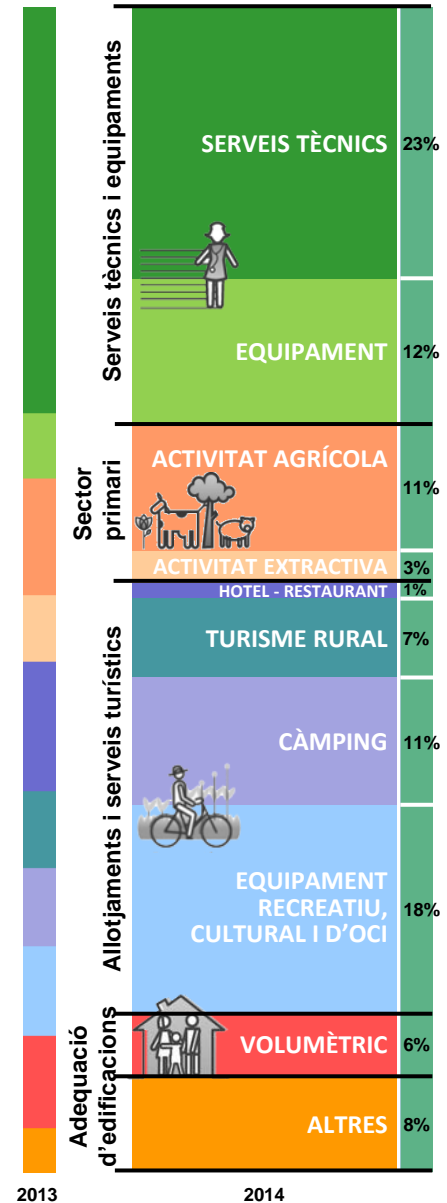 Serveis tècnics i equipaments
SERVEIS TÈCNICS
23%
EQUIPAMENT
12%
Sector
primari
ACTIVITAT AGRÍCOLA
11%
ACTIVITAT EXTRACTIVA
3%
Allotjaments i serveis turístics
HOTEL - RESTAURANT
1%
TURISME RURAL
7%
CÀMPING
11%
EQUIPAMENT
RECREATIU,
CULTURAL I D'OCI
18%
Adequació
d'edificacions
VOLUMÈTRIC
6%
ALTRES
8%
2013
2014